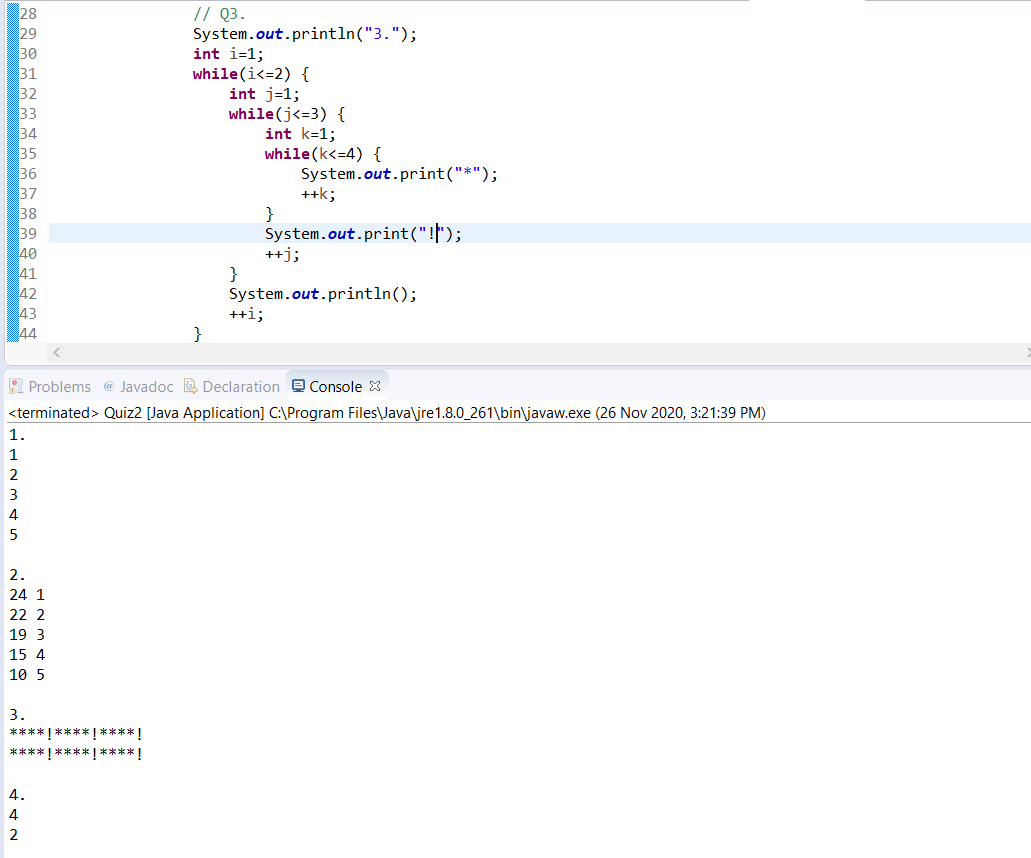 28 // Q3.
29 System.out.println("3.");
30 int i=1;
31 while(i<=2) {
32 int j=1;
33 while(j<=3) {
34 int k=1;
35 while(k<=4) {
36 System.out.print("*");
37 ++k;
38 }
39 System.out.print("!");
40 ++j;
41 }
42 System.out.println();
43 ++i;
44 }
Problems @ Javadoc Declaration Console
<terminated> Quiz2 [Java Application] C:\Program Files\Java\jre1.8.0_261\bin\javaw.exe (26 Nov 2020, 3:21:39 PM)
1.
1
2
3
4
5
2.
24 1
22 2
19 3
15 4
10 5
3.
****!****!****!
****!****!****!
4.
4
2